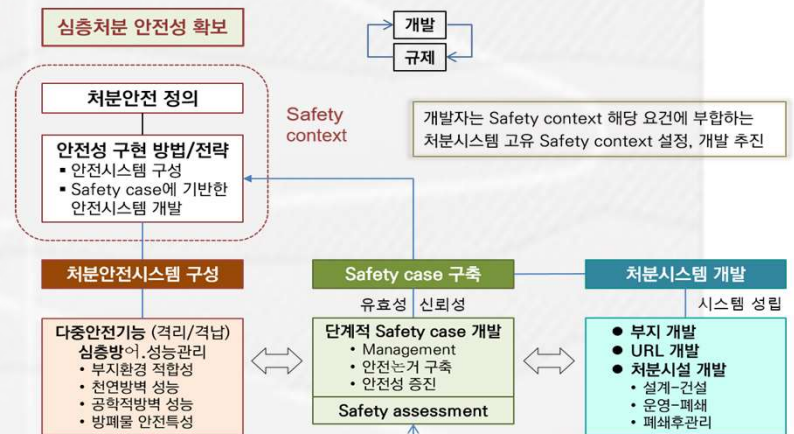 심층처분 안전성 확보
개발
규제
처분안전 정의
안전성 구현 방법/전략
▪ 안전시스템 구성
▪ Safety case에 기반한
안전시스템 개발
Safety
context
개발자는 Safety context 해당 요건에 부합하는
처분시스템 고유 Safety context 설정, 개발 추진
처분안전시스템 구성
Safety case 구축
처분시스템 개발
유효성 신뢰성
시스템 성립
다중안전기능 (격리/격납)
심층방어.성능관리
• 부지환경 적합성
• 천연방벽 성능
• 공학적방벽 성능
• 방폐물 안전특성
단계적 Safety case 개발
• Management
• 안전논거 구축
• 안전성 증진
Safety assessment
● 부지 개발
● URL 개발
● 처분시설 개발
• 설계-건설
• 운영-폐쇄
• 폐쇄후관리